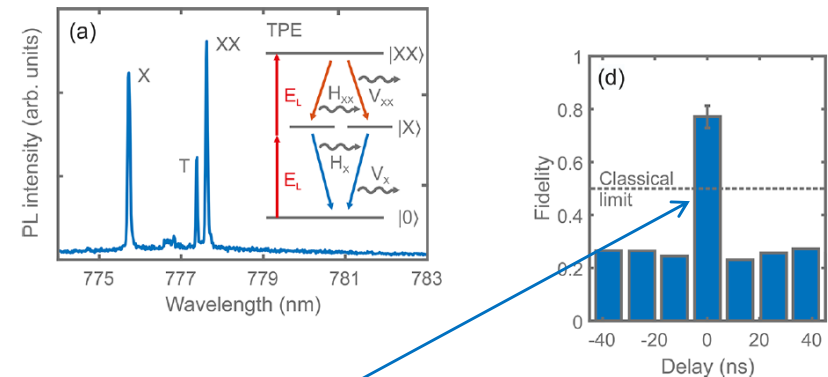 (a)
XX
X
T
TPE
|XX⟩
E_L
H_XX
V_XX
|X⟩
E_L
H_X
V_X
|0⟩
PL intensity (arb. units)
775 777 779 781 783
Wavelength (nm)
(d)
1
0.8
0.6
Classical
limit
0.4
0.2
0
Fidelity
-40 -20 0 20 40
Delay (ns)